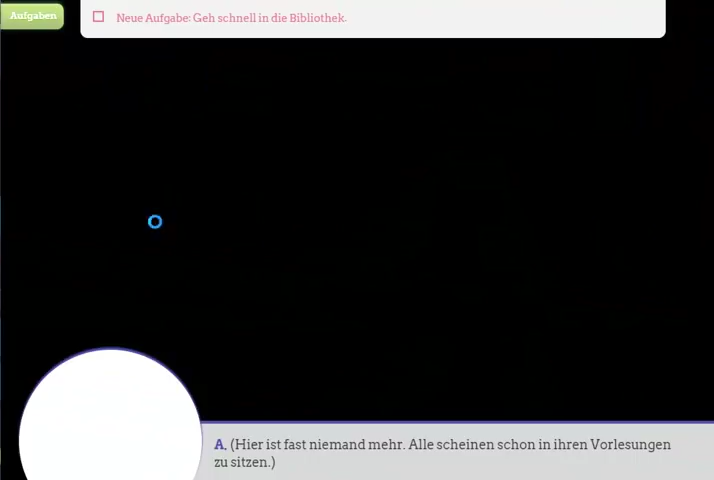 Aufgaben
Neue Aufgabe: Geh schnell in die Bibliothek.
A. (Hier ist fast niemand mehr. Alle scheinen schon in ihren Vorlesungen
zu sitzen.)